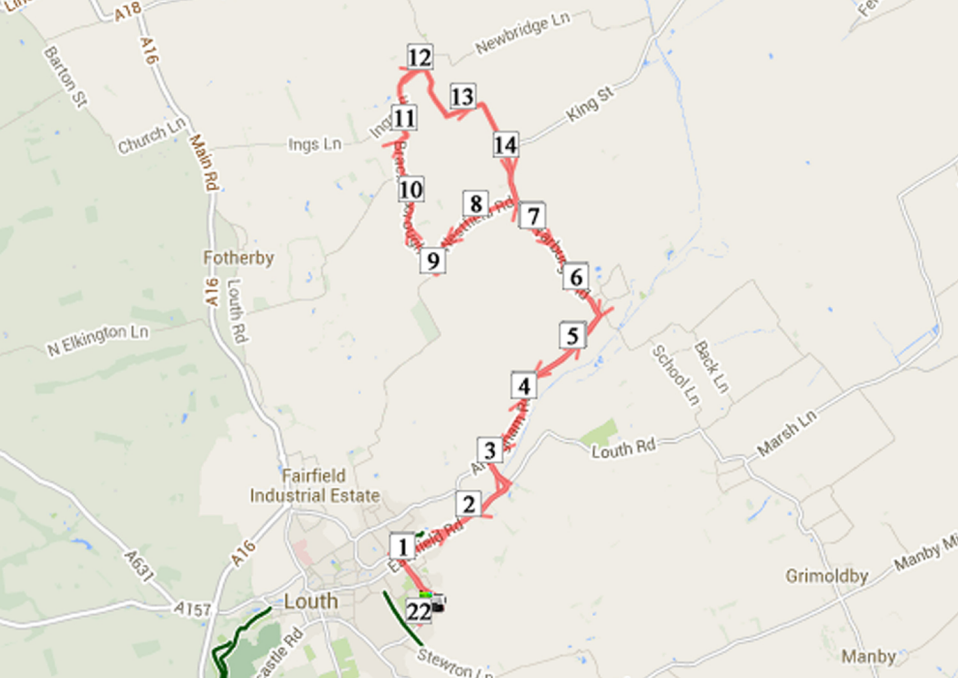 A18
A16
Barton St
Newbridge Ln
12
13
11
King St
Church Ln
Ings Ln
Main Rd
14
10
8
7
9
Fotherby
6
A16
Louth Rd
5
N Elkington Ln
School Ln
Back Ln
4
3
Louth Rd
Marsh Ln
Fairfield
Industrial Estate
2
1
A16
A631
Manby
Grimoldby
A157
Louth
22
Stewton Ln
Manby